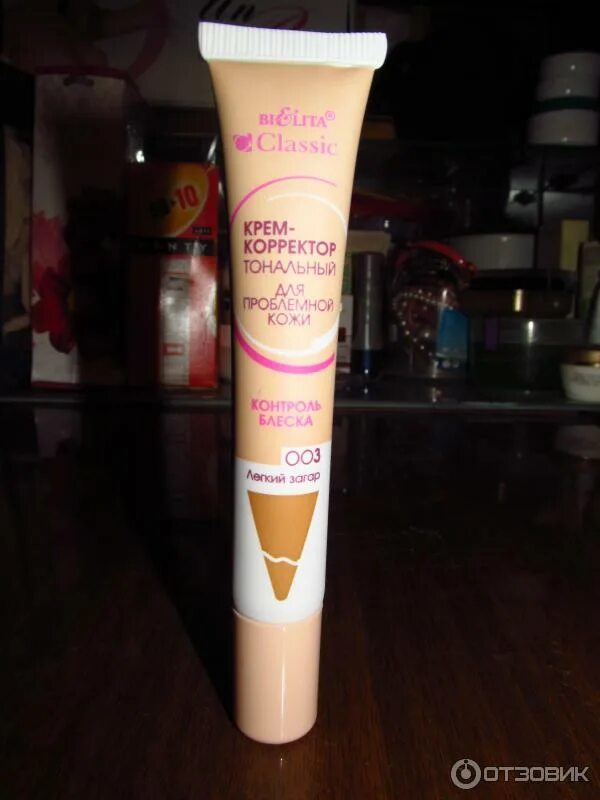 BIELITA®
Classic
КРЕМ-
КОРРЕКТОР
ТОНАЛЬНЫЙ
ДЛЯ
ПРОБЛЕМНОЙ
КОЖИ
КОНТРОЛЬ
БЛЕСКА
003
Легкий загар
ОТЗОВИК